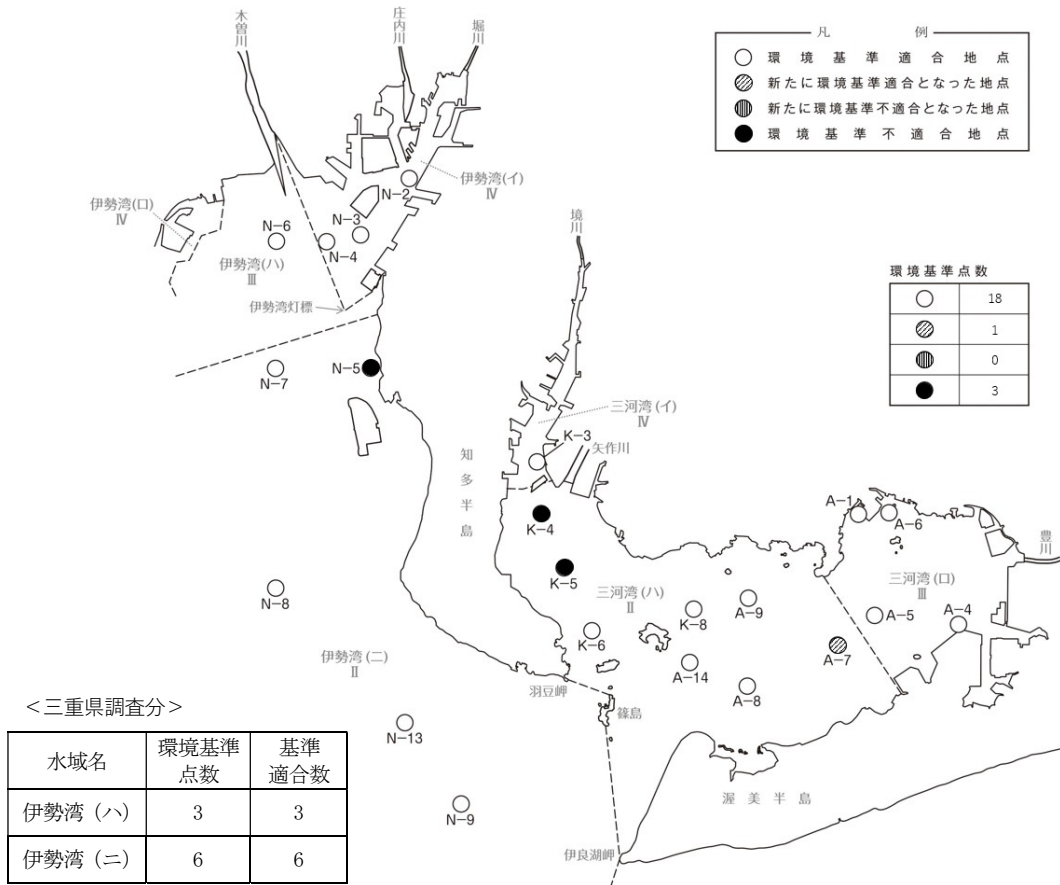 木曽川
庄内川
堀川
凡例
環境基準適合地点
新たに環境基準適合となった地点
新たに環境基準不適合となった地点
環境基準不適合地点
伊勢湾(イ)
Ⅳ
N-2
伊勢湾(ロ)
Ⅳ
N-6
N-3
N-4
伊勢湾(ハ)
Ⅲ
伊勢湾灯標
境川
環境基準点数
18
1
0
3
N-7
N-5
三河湾(イ)
Ⅳ
K-3
矢作川
知多半島
A-1
A-6
K-4
豊川
K-5
三河湾(ロ)
Ⅲ
N-8
三河湾(ハ)
Ⅱ
K-8
A-9
A-5
A-4
K-6
A-7
伊勢湾(二)
Ⅱ
A-14
A-8
羽豆岬
篠島
N-13
N-9
渥美半島
伊良湖岬
<三重県調査分>
水域名 環境基準点数 基準適合数
伊勢湾(ハ) 3 3
伊勢湾(ニ) 6 6